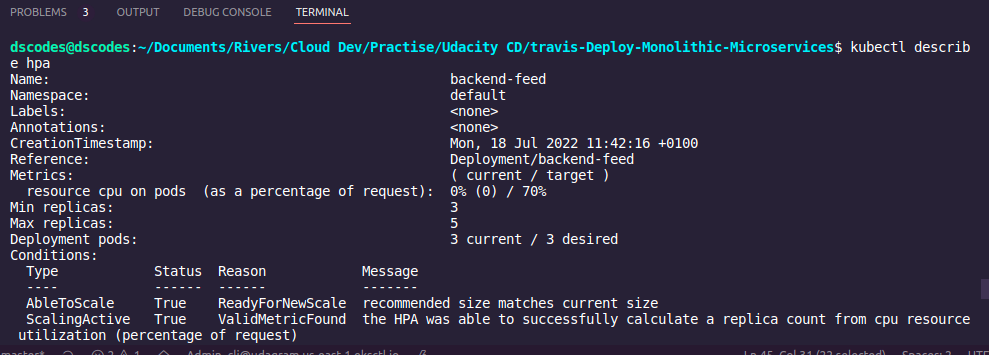 PROBLEMS 3 OUTPUT DEBUG CONSOLE TERMINAL
dscodes@dscodes:~/Documents/Rivers/Cloud Dev/Practise/Udacity CD/travis-Deploy-Monolithic-Microservices$ kubectl describ
e hpa
Name: backend-feed
Namespace: default
Labels: <none>
Annotations: <none>
CreationTimestamp: Mon, 18 Jul 2022 11:42:16 +0100
Reference: Deployment/backend-feed
Metrics: ( current / target )
resource cpu on pods (as a percentage of request): 0% (0) / 70%
Min replicas: 3
Max replicas: 5
Deployment pods: 3 current / 3 desired
Conditions:
Type Status Reason Message
---- ------ ------ -------
AbleToScale True ReadyForNewScale recommended size matches current size
ScalingActive True ValidMetricFound the HPA was able to successfully calculate a replica count from cpu resource
utilization (percentage of request)